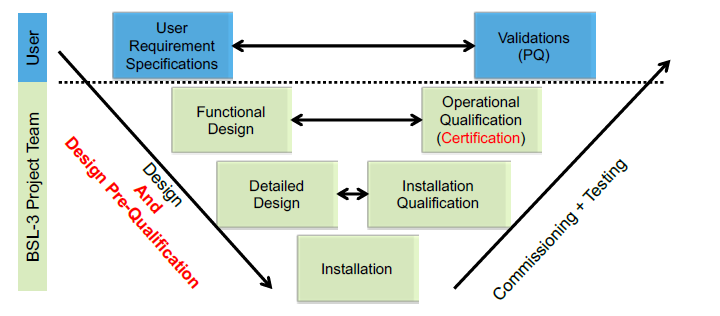 User
User
Requirement
Specifications
Validations
(PQ)
BSL-3 Project Team
Functional
Design
Operational
Qualification
(Certification)
Design
And
Design Pre-Qualification
Detailed
Design
Installation
Qualification
Installation
Commissioning + Testing